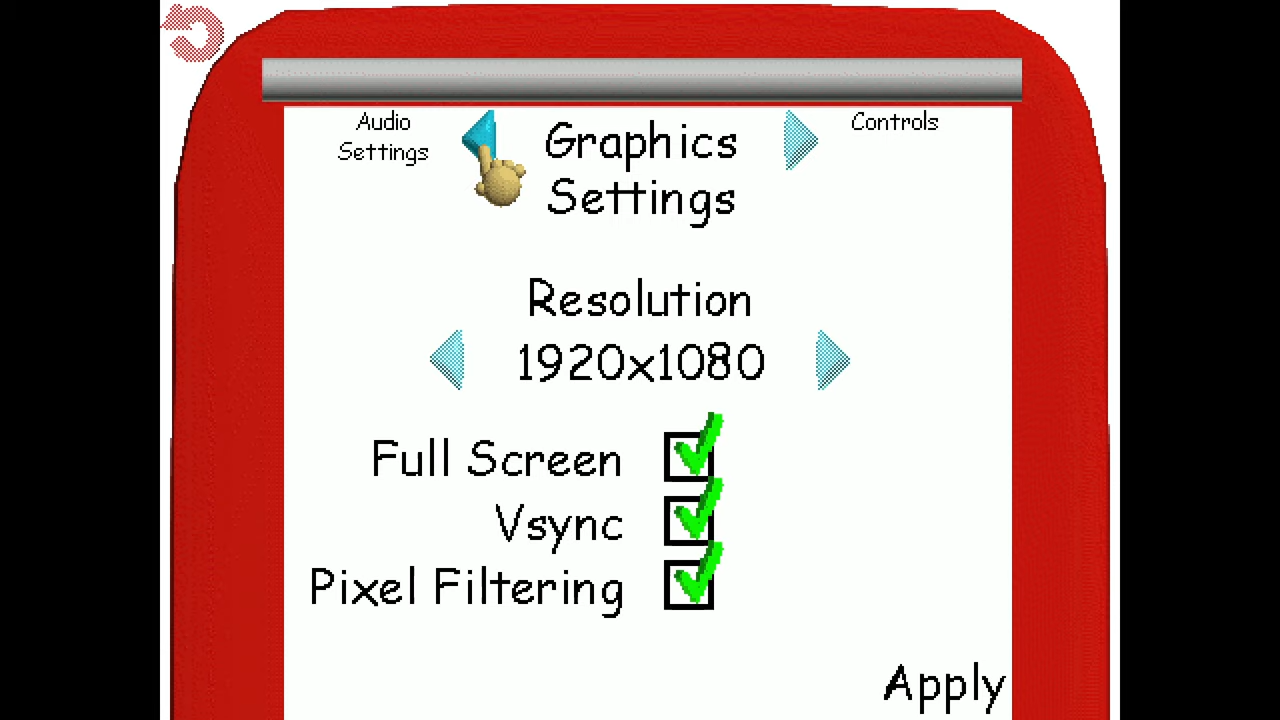 Audio
Settings
Graphics
Settings
Controls
Resolution
1920x1080
Full Screen
Vsync
Pixel Filtering
Apply